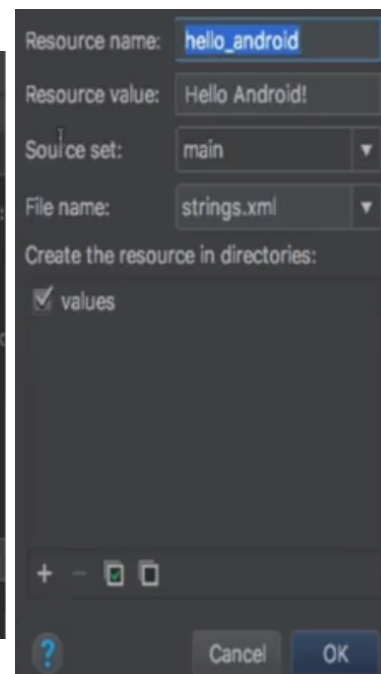 Resource name: hello_android
Resource value: Hello Android!
Source set: main
File name: strings.xml
Create the resource in directories:
values
?
Cancel OK